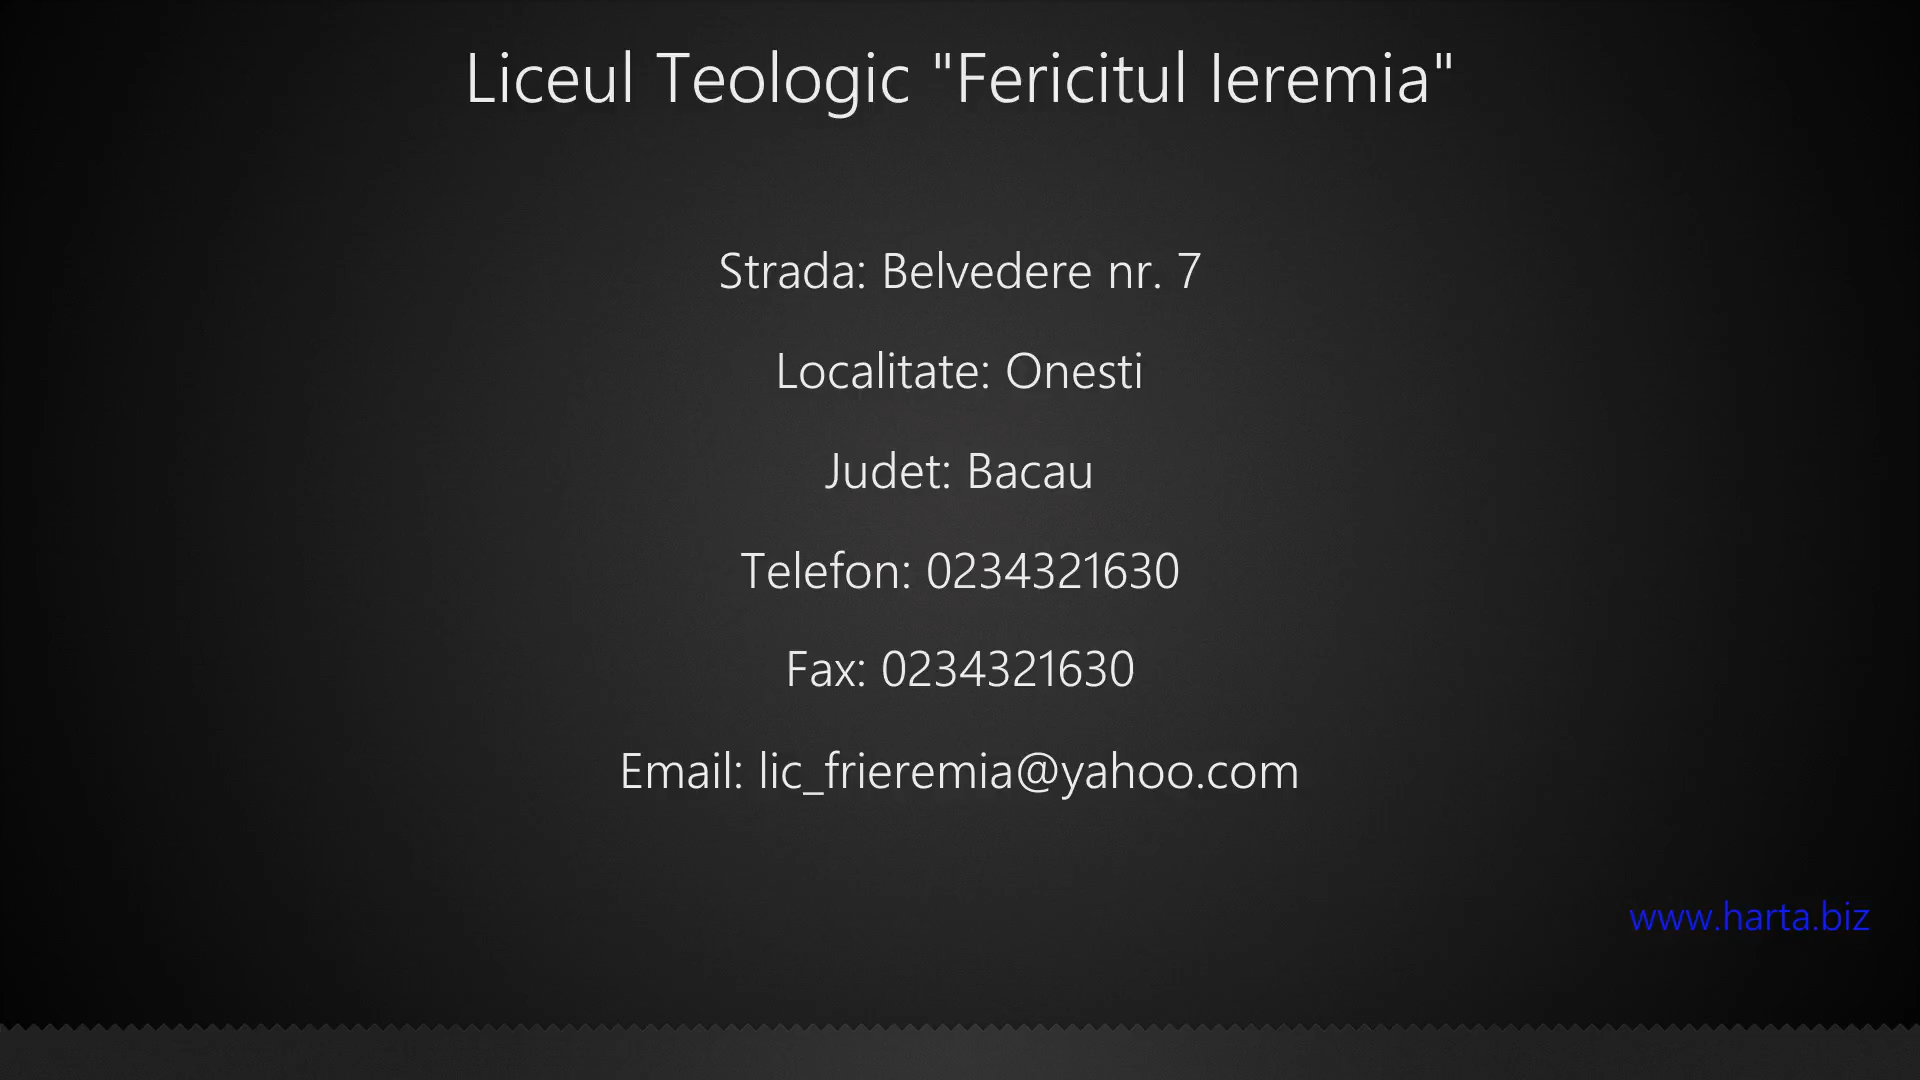 Liceul Teologic "Fericitul Ieremia"
Strada: Belvedere nr. 7
Localitate: Onesti
Judet: Bacau
Telefon: 0234321630
Fax: 0234321630
Email: lic_frieremia@yahoo.com
www.harta.biz